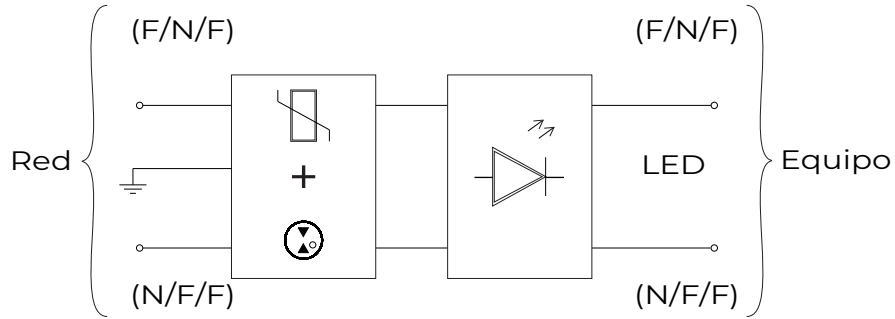 (F/N/F) (F/N/F)
Red + LED Equipo
(N/F/F) (N/F/F)